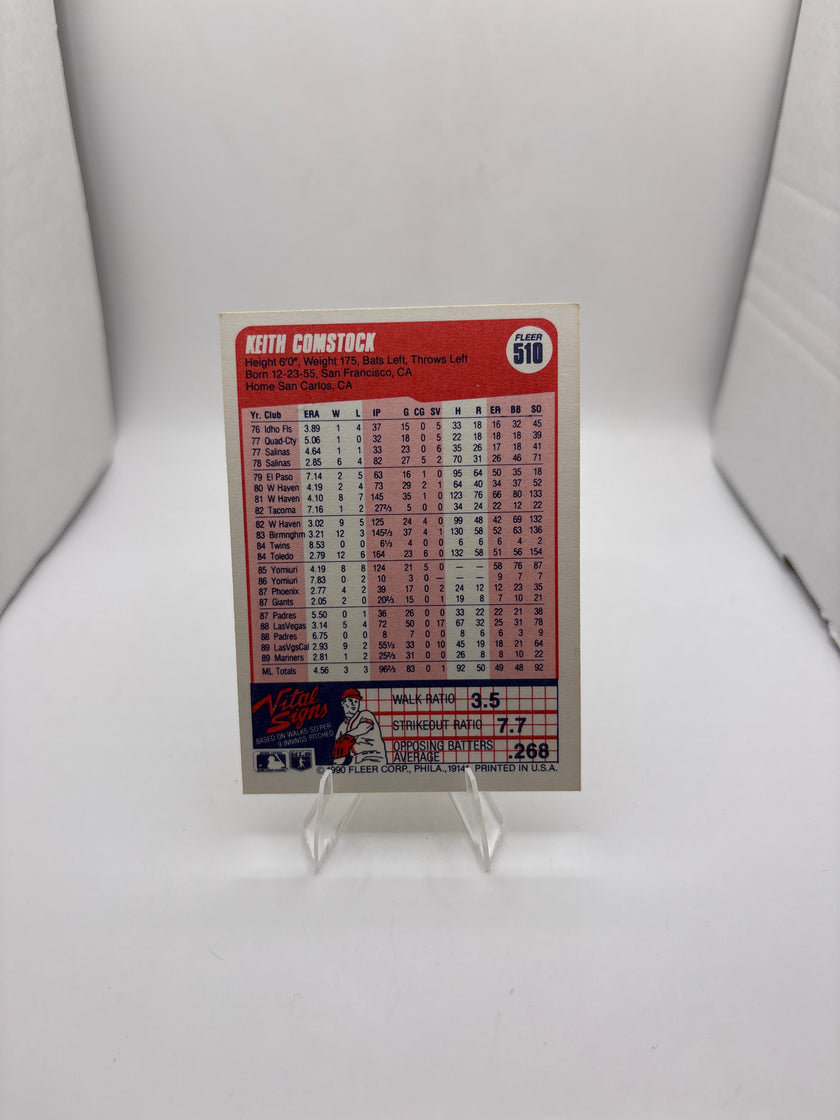 KEITH COMSTOCK
FLEER
510
Height 6'0", Weight 175, Bats Left, Throws Left
Born 12-23-55, San Francisco, CA
Home San Carlos, CA
Yr. Club ERA W L IP G CG SV H R ER BB SO
76 Idho Fls 3.89 1 4 37 15 0 5 33 18 16 32 45
77 Quad-Cty 5.06 1 0 32 18 0 5 22 18 18 18 39
77 Salinas 4.64 1 1 33 23 0 6 35 26 17 18 41
78 Salinas 2.85 6 4 82 27 5 2 70 31 26 46 71
79 El Paso 7.14 2 5 63 16 1 0 95 64 50 35 18
80 W Haven 4.19 2 4 73 29 2 1 64 40 34 37 52
81 W Haven 4.10 8 7 145 35 1 0 123 76 66 80 133
82 Tacoma 7.16 1 2 27⅔ 5 0 0 34 24 22 12 22
82 W Haven 3.02 9 5 125 24 4 0 99 48 42 69 132
83 Birmnghm 3.21 12 3 145⅔ 37 4 1 130 58 52 63 136
84 Twins 8.53 0 0 6⅓ 4 0 0 6 6 6 4 2
84 Toledo 2.79 12 6 164 23 6 0 132 58 51 56 154
85 Yomiuri 4.19 8 8 124 21 5 0 — — 58 76 87
86 Yomiuri 7.83 0 2 10 3 0 — — — 9 7 7
87 Phoenix 2.77 4 2 39 17 0 2 24 12 12 23 35
87 Giants 2.05 2 0 20⅔ 15 0 1 19 8 7 10 21
87 Padres 5.50 0 1 36 26 0 0 33 22 22 21 38
88 LasVegas 3.14 5 4 72 50 0 17 67 32 25 31 78
88 Padres 6.75 0 0 8 7 0 0 8 6 6 3 9
89 LasVgsCal 2.93 9 2 55⅓ 33 0 10 45 19 18 21 64
89 Mariners 2.81 1 2 25⅔ 31 0 0 26 8 8 10 22
ML Totals 4.56 3 3 96⅔ 83 0 1 92 50 49 48 92
Vital
Signs
BASED ON WALKS/SO PER
9 INNINGS PITCHED
WALK RATIO 3.5
STRIKEOUT RATIO 7.7
OPPOSING BATTERS
AVERAGE .268
© 1990 FLEER CORP., PHILA., 19141 PRINTED IN U.S.A.